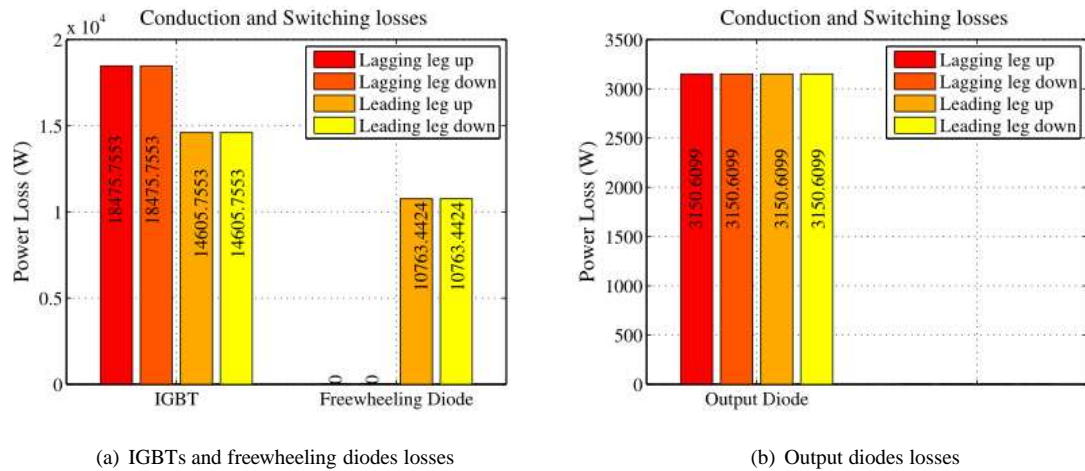 Conduction and Switching losses
x 10^4
2
1.5
1
0.5
0
Power Loss (W)
Lagging leg up
Lagging leg down
Leading leg up
Leading leg down
18475.7553
18475.7553
14605.7553
14605.7553
0
0
10763.4424
10763.4424
IGBT
Freewheeling Diode
(a) IGBTs and freewheeling diodes losses
Conduction and Switching losses
3500
3000
2500
2000
1500
1000
500
0
Power Loss (W)
Lagging leg up
Lagging leg down
Leading leg up
Leading leg down
3150.6099
3150.6099
3150.6099
3150.6099
Output Diode
(b) Output diodes losses